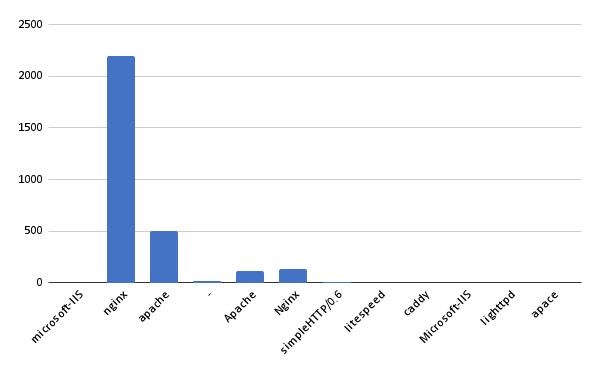 2500
2000
1500
1000
500
0
microsoft-IIS
nginx
apache
-
Apache
Nginx
simpleHTTP/0.6
litespeed
caddy
Microsoft-IIS
lighttpd
apace